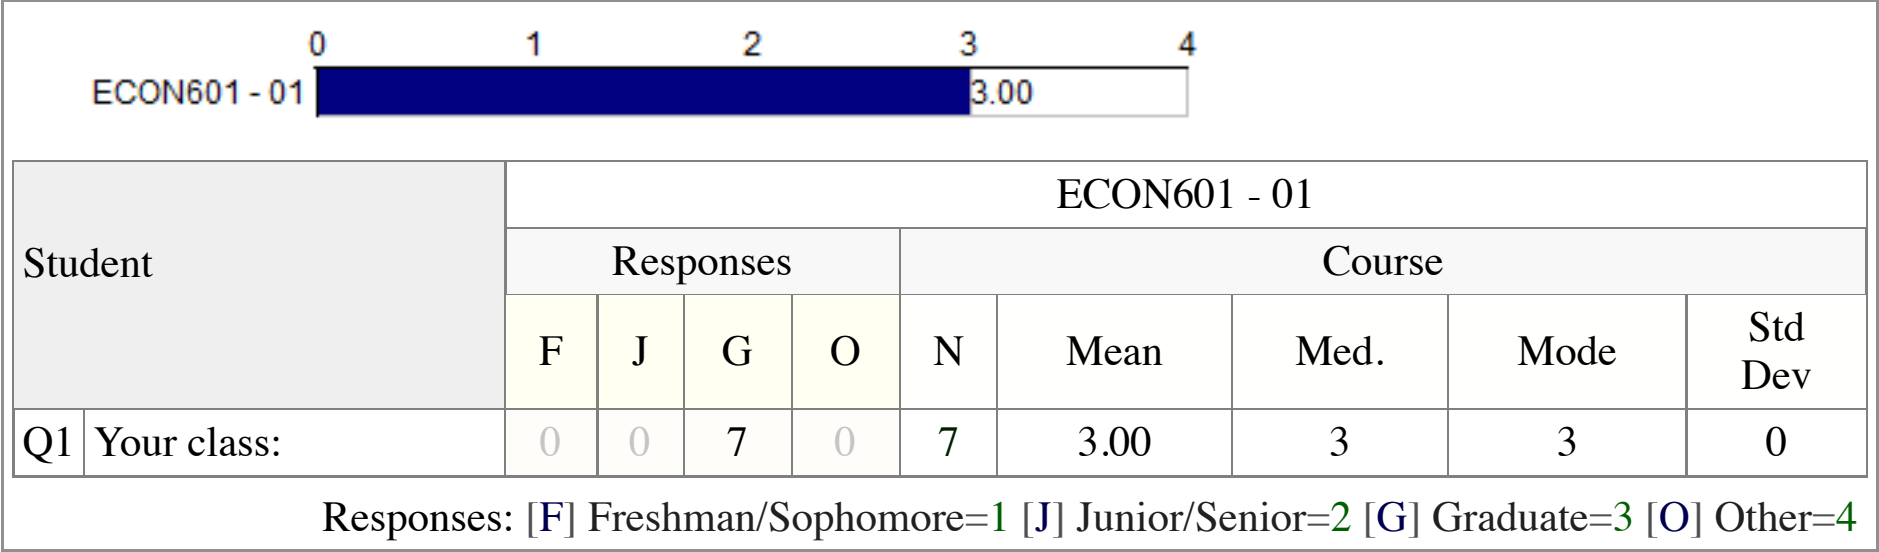 0 1 2 3 4
ECON601 - 01 3.00
ECON601 - 01
Student
Responses Course
F J G O N Mean Med. Mode Std
Dev
Q1 Your class: 0 0 7 0 7 3.00 3 3 0
Responses: [F] Freshman/Sophomore=1 [J] Junior/Senior=2 [G] Graduate=3 [O] Other=4